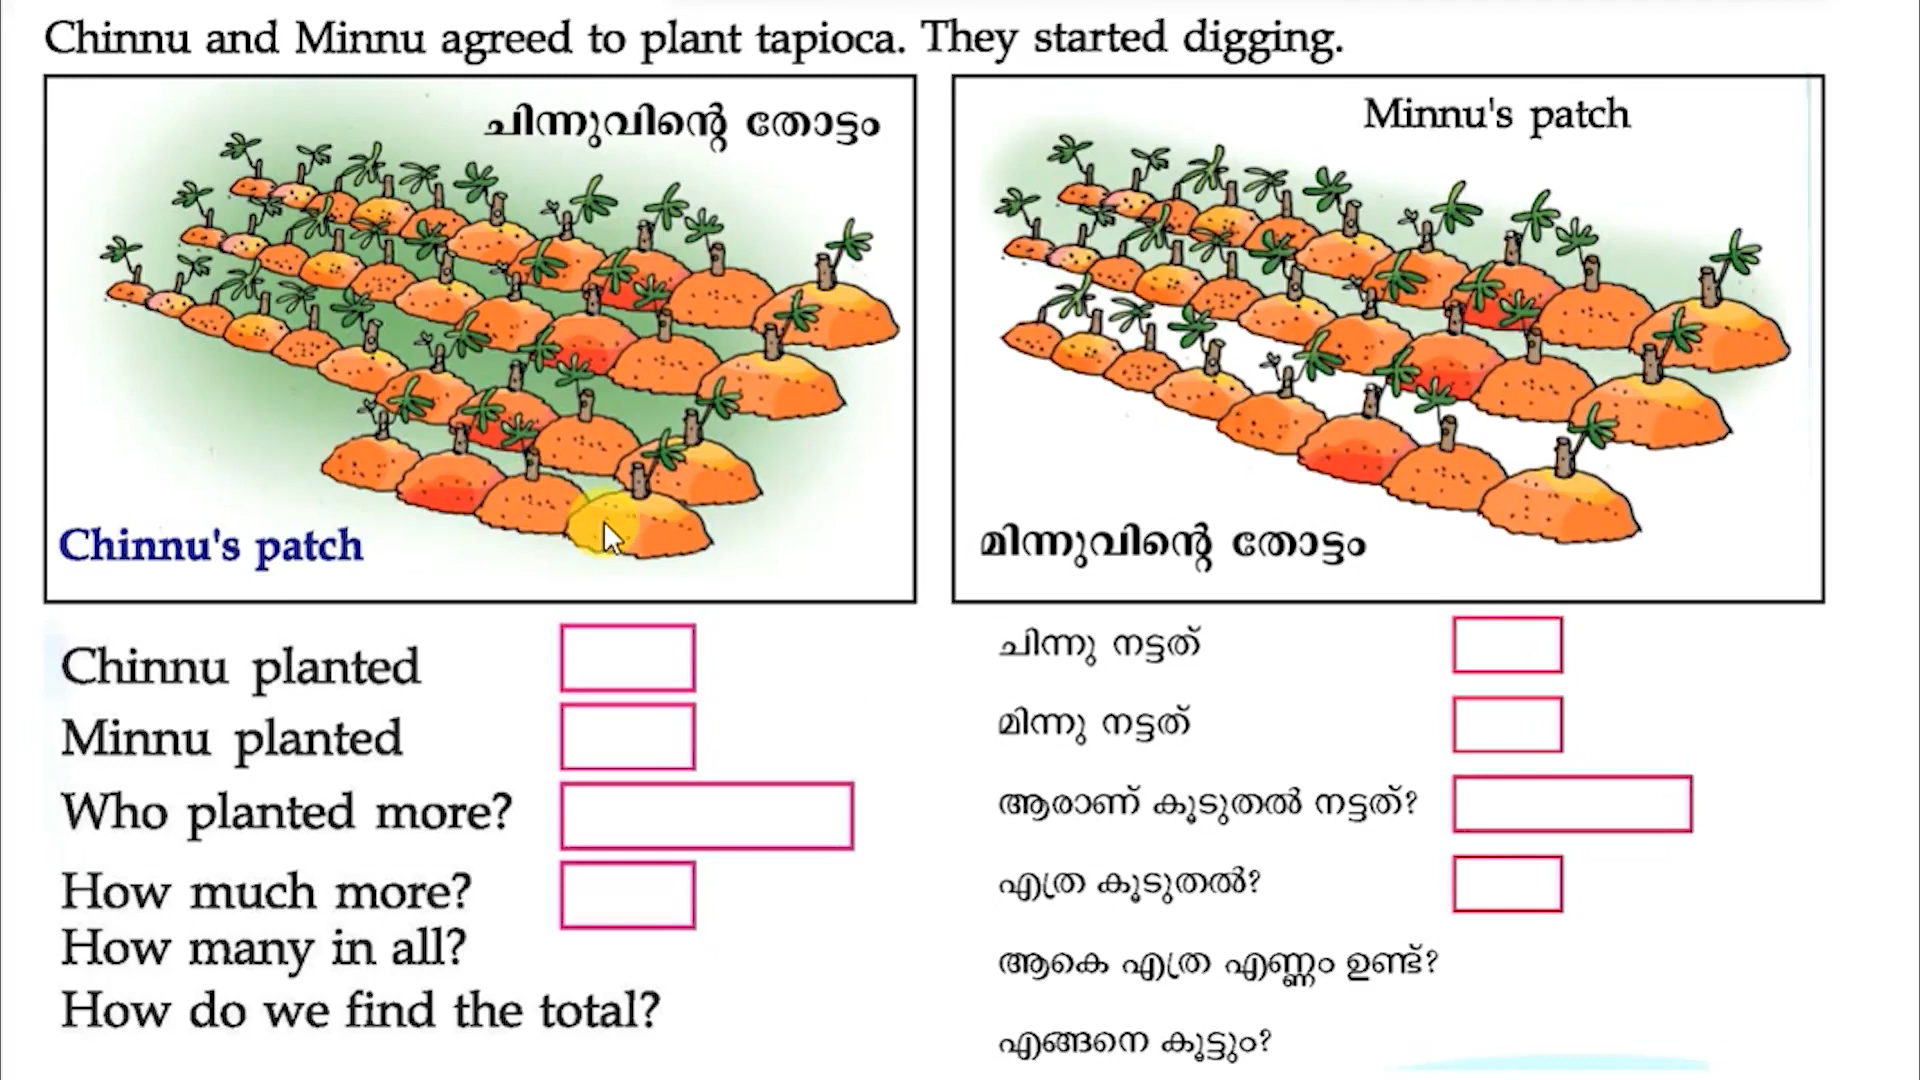 Chinnu and Minnu agreed to plant tapioca. They started digging.
ചിന്നുവിന്റെ തോട്ടം
Chinnu's patch
Minnu's patch
മിന്നുവിന്റെ തോട്ടം
Chinnu planted
Minnu planted
Who planted more?
How much more?
How many in all?
How do we find the total?
ചിന്നു നട്ടത്
മിന്നു നട്ടത്
ആരാണ് കൂടുതൽ നട്ടത്?
എത്ര കൂടുതൽ?
ആകെ എത്ര എണ്ണം ഉണ്ട്?
എങ്ങനെ കൂട്ടും?